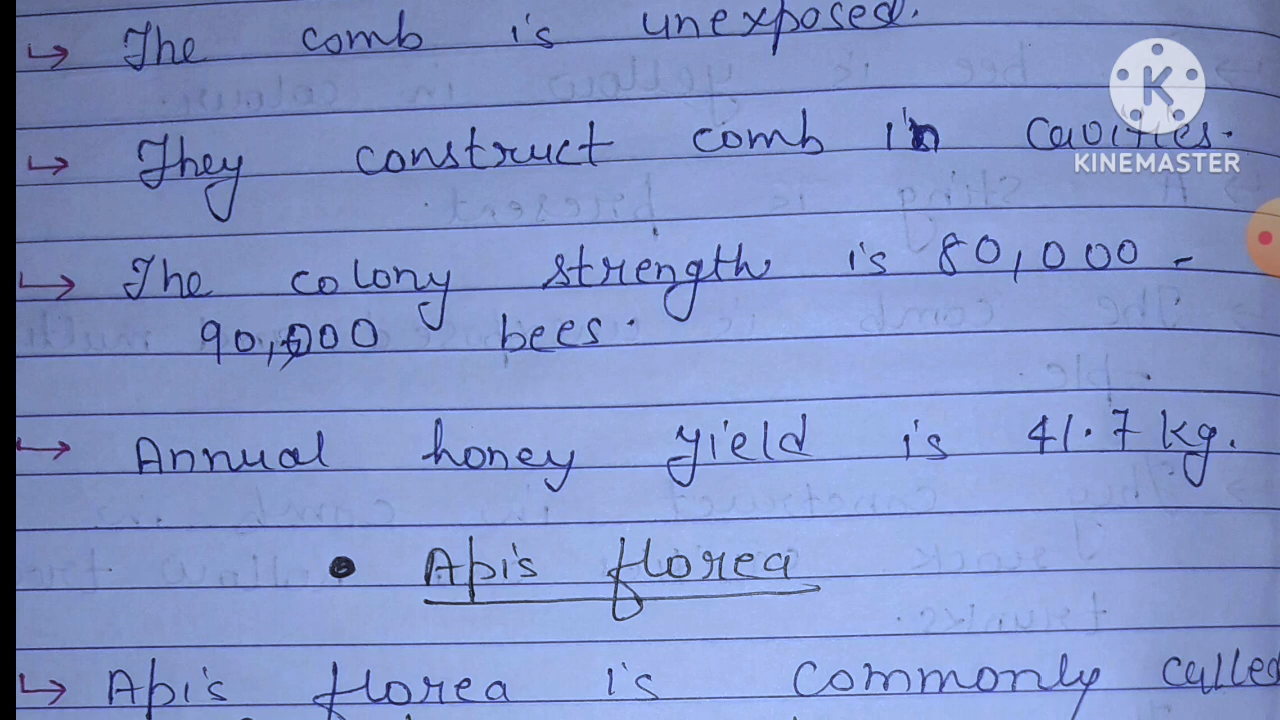 ↳ The comb is unexposed.
K
KINEMASTER
↳ They construct comb in cavities.
↳ The colony strength is 80,000 -
90,000 bees.
↳ Annual honey yield is 41.7 kg.
• Apis florea
↳ Apis florea is commonly called